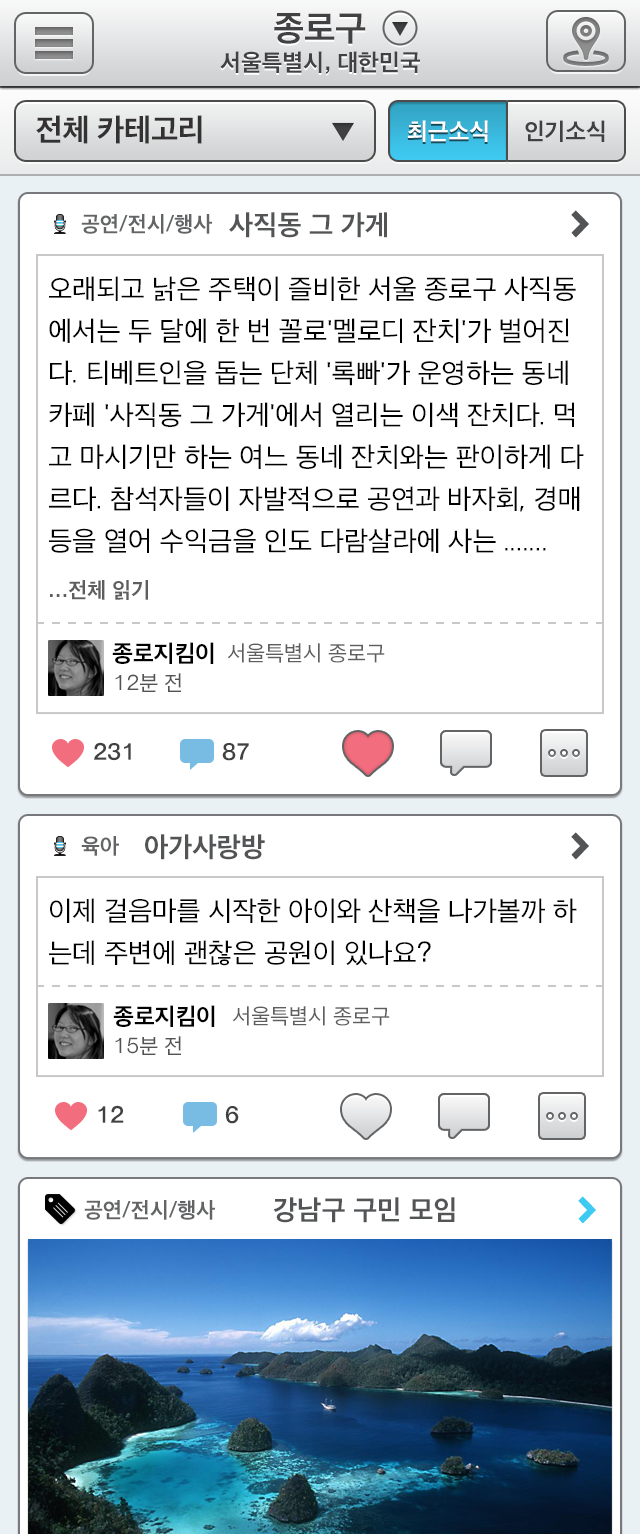 종로구
서울특별시, 대한민국
전체 카테고리
최근소식 인기소식
공연/전시/행사 사직동 그 가게
오래되고 낡은 주택이 즐비한 서울 종로구 사직동
에서는 두 달에 한 번 꼴로'멜로디 잔치'가 벌어진
다. 티베트인을 돕는 단체 '록빠'가 운영하는 동네
카페 '사직동 그 가게'에서 열리는 이색 잔치다. 먹
고 마시기만 하는 여느 동네 잔치와는 판이하게 다
르다. 참석자들이 자발적으로 공연과 바자회, 경매
등을 열어 수익금을 인도 다람살라에 사는 .......
...전체 읽기
종로지킴이 서울특별시 종로구
12분 전
231 87
육아 아가사랑방
이제 걸음마를 시작한 아이와 산책을 나가볼까 하
는데 주변에 괜찮은 공원이 있나요?
종로지킴이 서울특별시 종로구
15분 전
12 6
공연/전시/행사 강남구 구민 모임